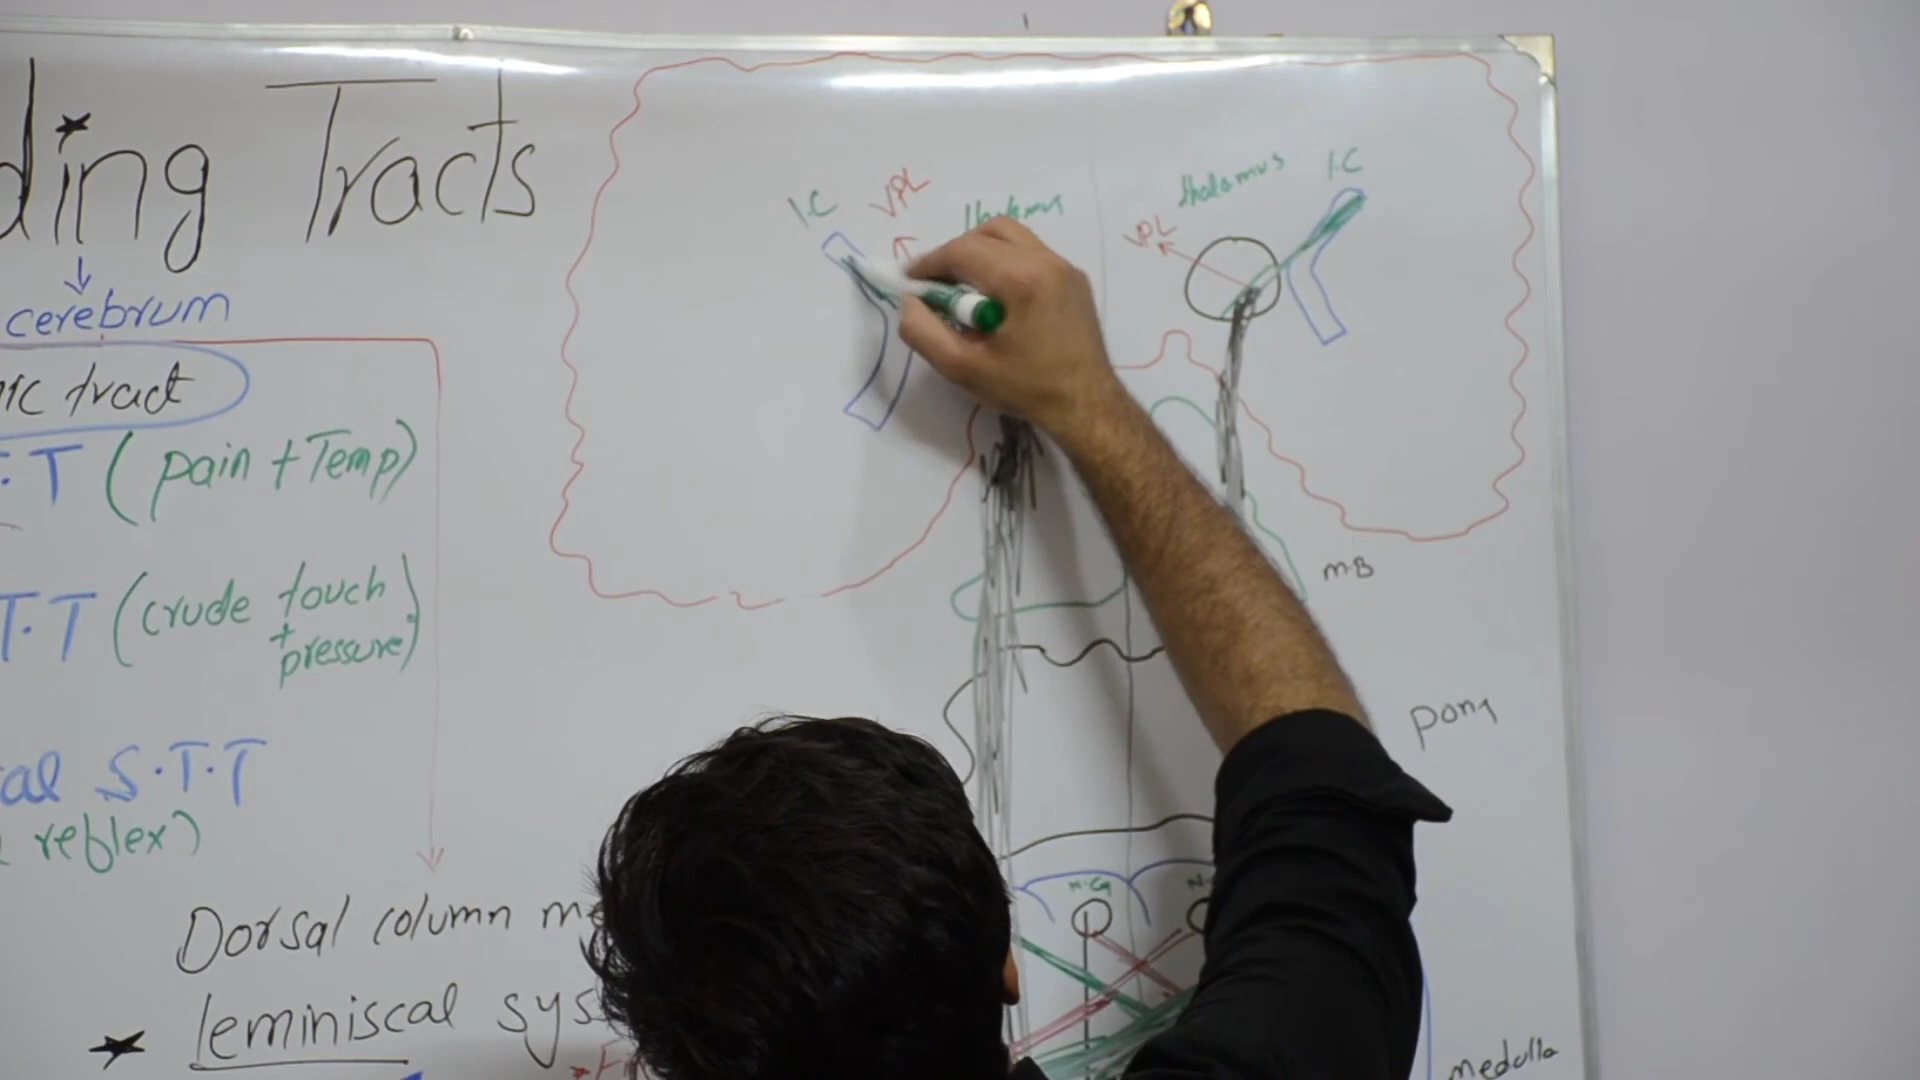 ding Tracts
cerebrum
ic tract
.T (pain + Temp)
T.T (crude touch
+
pressure)
al S.T.T
reflex)
Dorsal column m
leminiscal sys
I.C
VPL
thalamus
VPL
thalamus
I.C
m.B
pons
N.G
N.
medulla